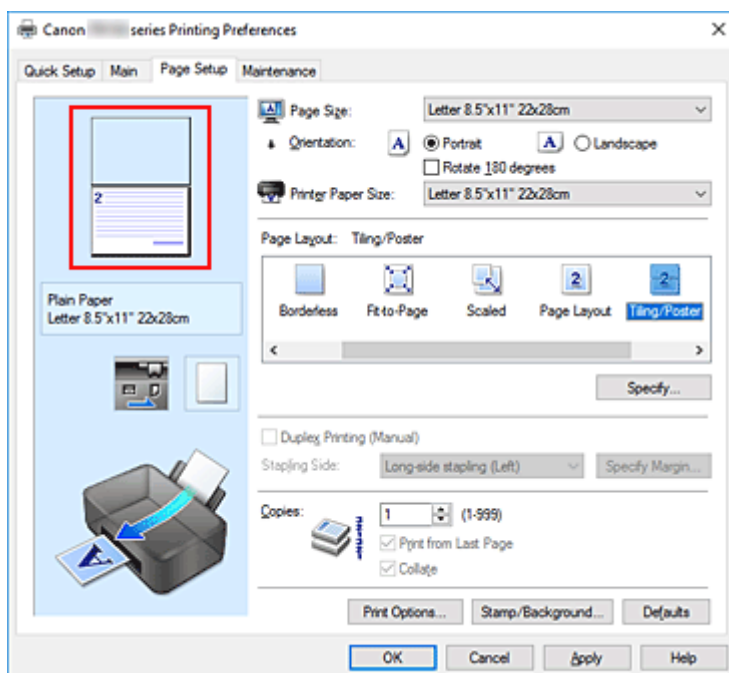 Canon series Printing Preferences
Quick Setup Main Page Setup Maintenance
2
Plain Paper
Letter 8.5"x11" 22x28cm
A
Page Size: Letter 8.5"x11" 22x28cm
Orientation: A Portrait A Landscape
Rotate 180 degrees
Printer Paper Size: Letter 8.5"x11" 22x28cm
Page Layout: Tiling/Poster
2 2
Borderless Fit-to-Page Scaled Page Layout Tiling/Poster
Specify...
Duplex Printing (Manual)
Stapling Side: Long-side stapling (Left) Specify Margin...
Copies: 1 (1-999)
Print from Last Page
Collate
Print Options... Stamp/Background... Defaults
OK Cancel Apply Help